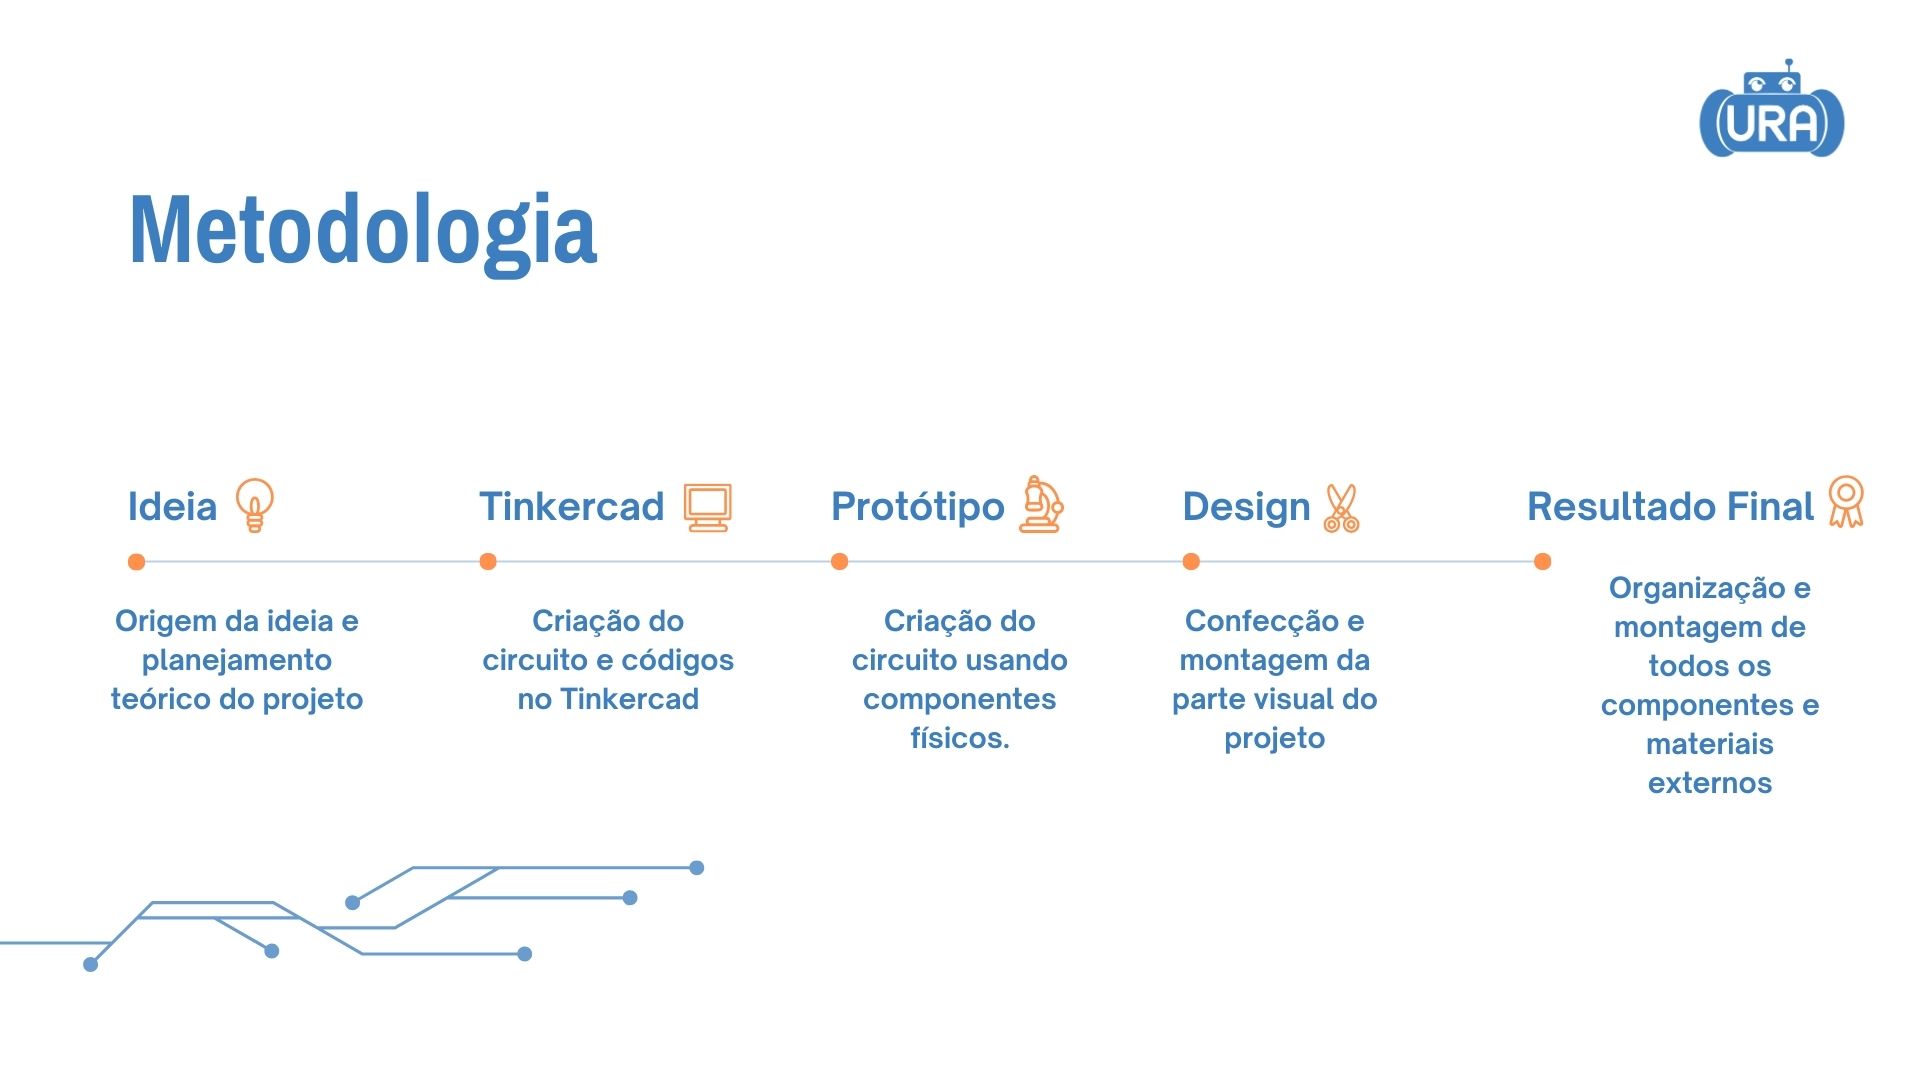 URA
Metodologia
Ideia
Origem da ideia e
planejamento
teórico do projeto
Tinkercad
Criação do
circuito e códigos
no Tinkercad
Protótipo
Criação do
circuito usando
componentes
físicos.
Design
Confecção e
montagem da
parte visual do
projeto
Resultado Final
Organização e
montagem de
todos os
componentes e
materiais
externos